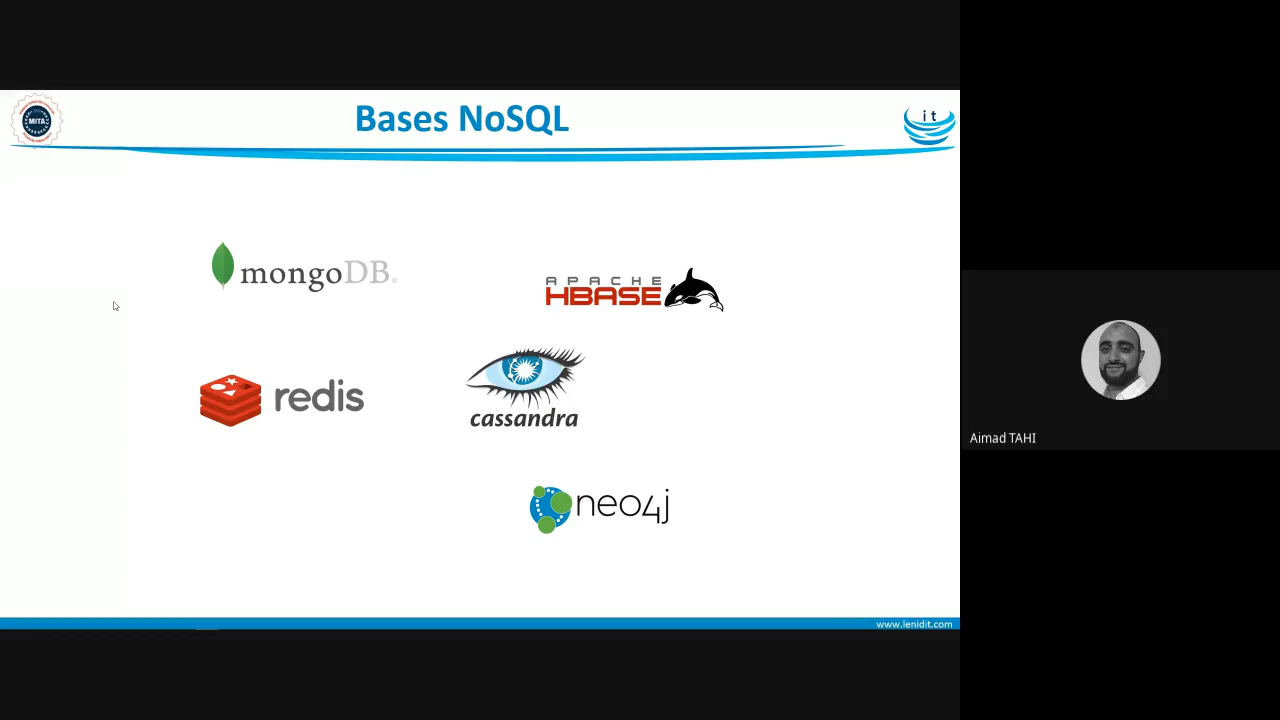 MITA
Bases NoSQL
it
mongoDB®
APACHE
HBASE
redis
cassandra
neo4j
Aimad TAHI
www.lenidit.com